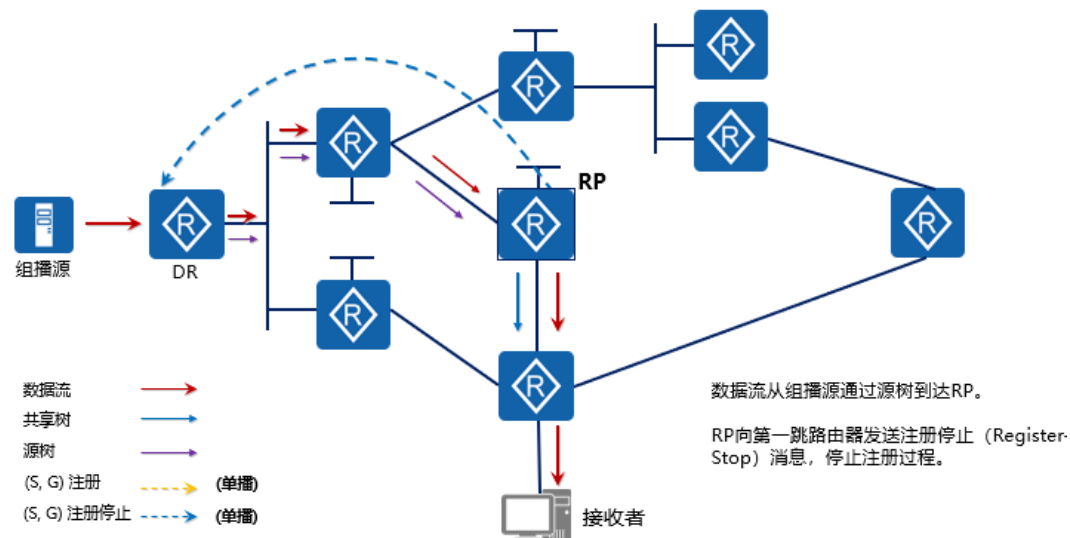 R
R
R
R
RP
R
R
R
组播源
DR
R
R
数据流
共享树
源树
(S, G) 注册 (单播)
(S, G) 注册停止 (单播)
数据流从组播源通过源树到达RP。
RP向第一跳路由器发送注册停止（Register-
Stop）消息，停止注册过程。
接收者